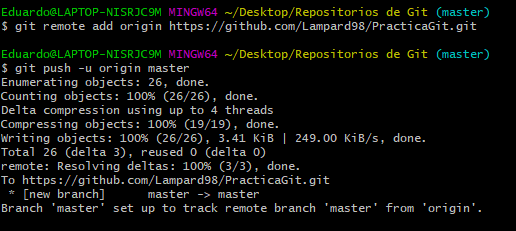 Eduardo@LAPTOP-NISRJC9M MINGW64 ~/Desktop/Repositorios de Git (master)
$ git remote add origin https://github.com/Lampard98/PracticaGit.git
Eduardo@LAPTOP-NISRJC9M MINGW64 ~/Desktop/Repositorios de Git (master)
$ git push -u origin master
Enumerating objects: 26, done.
Counting objects: 100% (26/26), done.
Delta compression using up to 4 threads
Compressing objects: 100% (19/19), done.
Writing objects: 100% (26/26), 3.41 KiB | 249.00 KiB/s, done.
Total 26 (delta 3), reused 0 (delta 0)
remote: Resolving deltas: 100% (3/3), done.
To https://github.com/Lampard98/PracticaGit.git
 * [new branch]      master -> master
Branch 'master' set up to track remote branch 'master' from 'origin'.